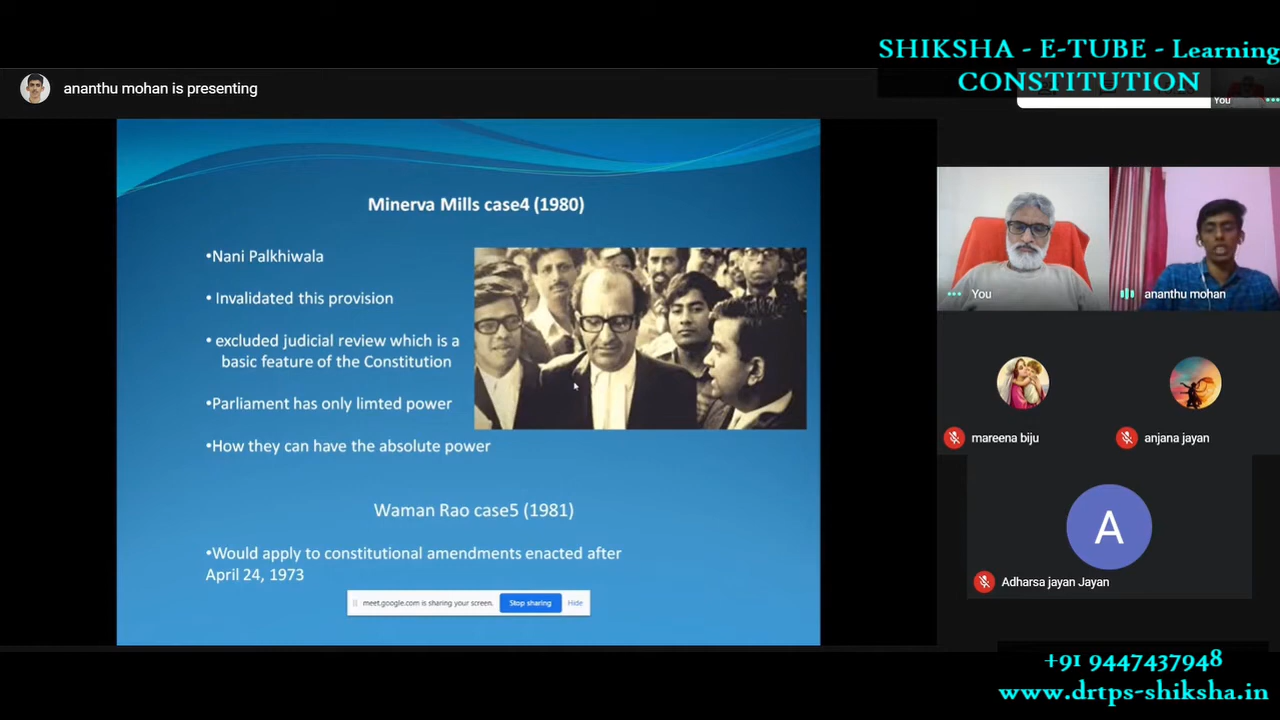 SHIKSHA - E-TUBE - Learning
CONSTITUTION
ananthu mohan is presenting
You
Minerva Mills case4 (1980)
•Nani Palkhiwala
• Invalidated this provision
• excluded judicial review which is a
basic feature of the Constitution
•Parliament has only limted power
•How they can have the absolute power
Waman Rao case5 (1981)
•Would apply to constitutional amendments enacted after
April 24, 1973
meet.google.com is sharing your screen.
Stop sharing
Hide
You
ananthu mohan
mareena biju
anjana jayan
A
Adharsa jayan Jayan
+91 9447437948
www.drtps-shiksha.in